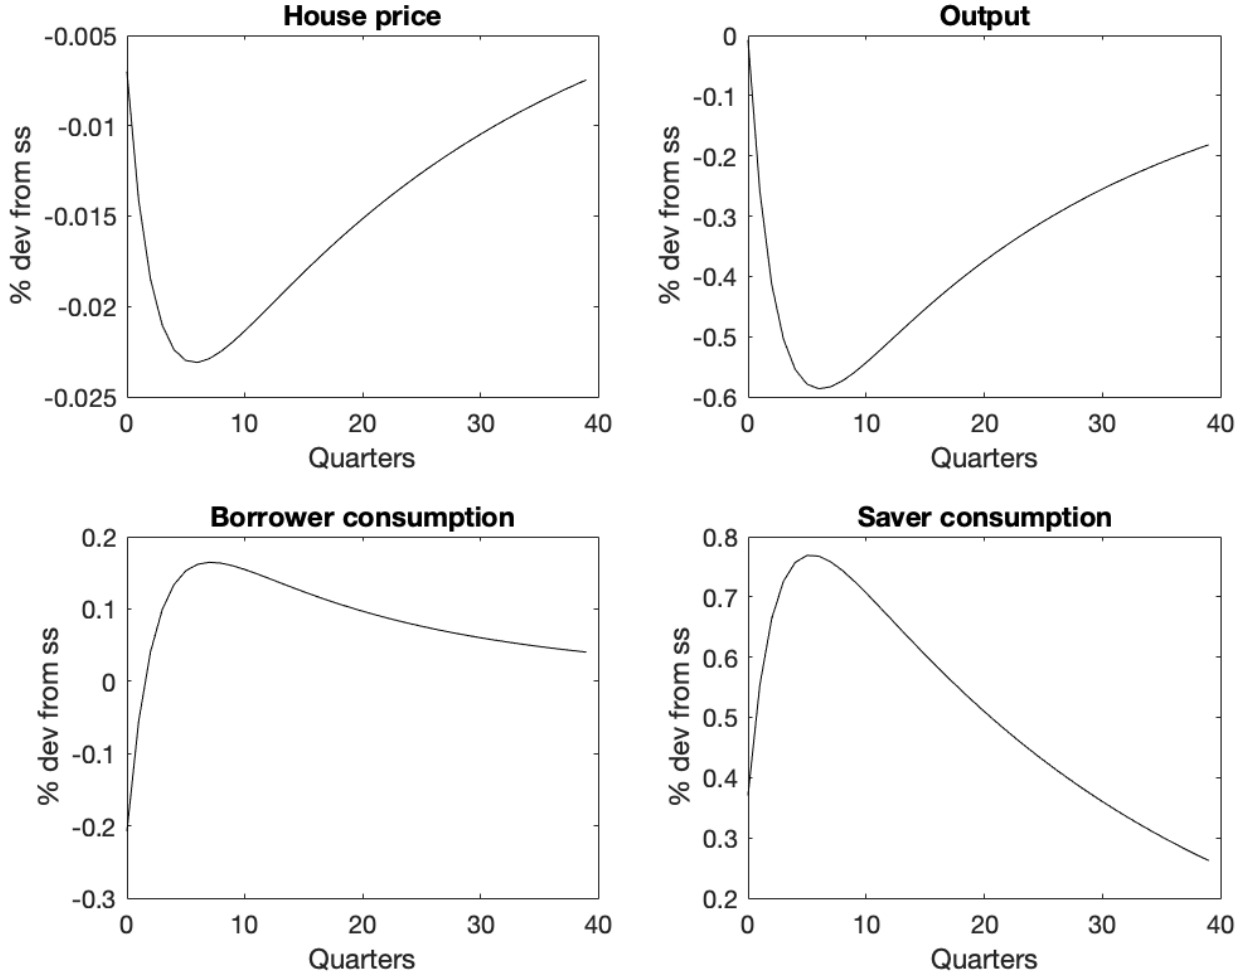 House price
-0.005
-0.01
-0.015
-0.02
-0.025
% dev from ss
0 10 20 30 40
Quarters
Output
0
-0.1
-0.2
-0.3
-0.4
-0.5
-0.6
% dev from ss
0 10 20 30 40
Quarters
Borrower consumption
0.2
0.1
0
-0.1
-0.2
-0.3
% dev from ss
0 10 20 30 40
Quarters
Saver consumption
0.8
0.7
0.6
0.5
0.4
0.3
0.2
% dev from ss
0 10 20 30 40
Quarters